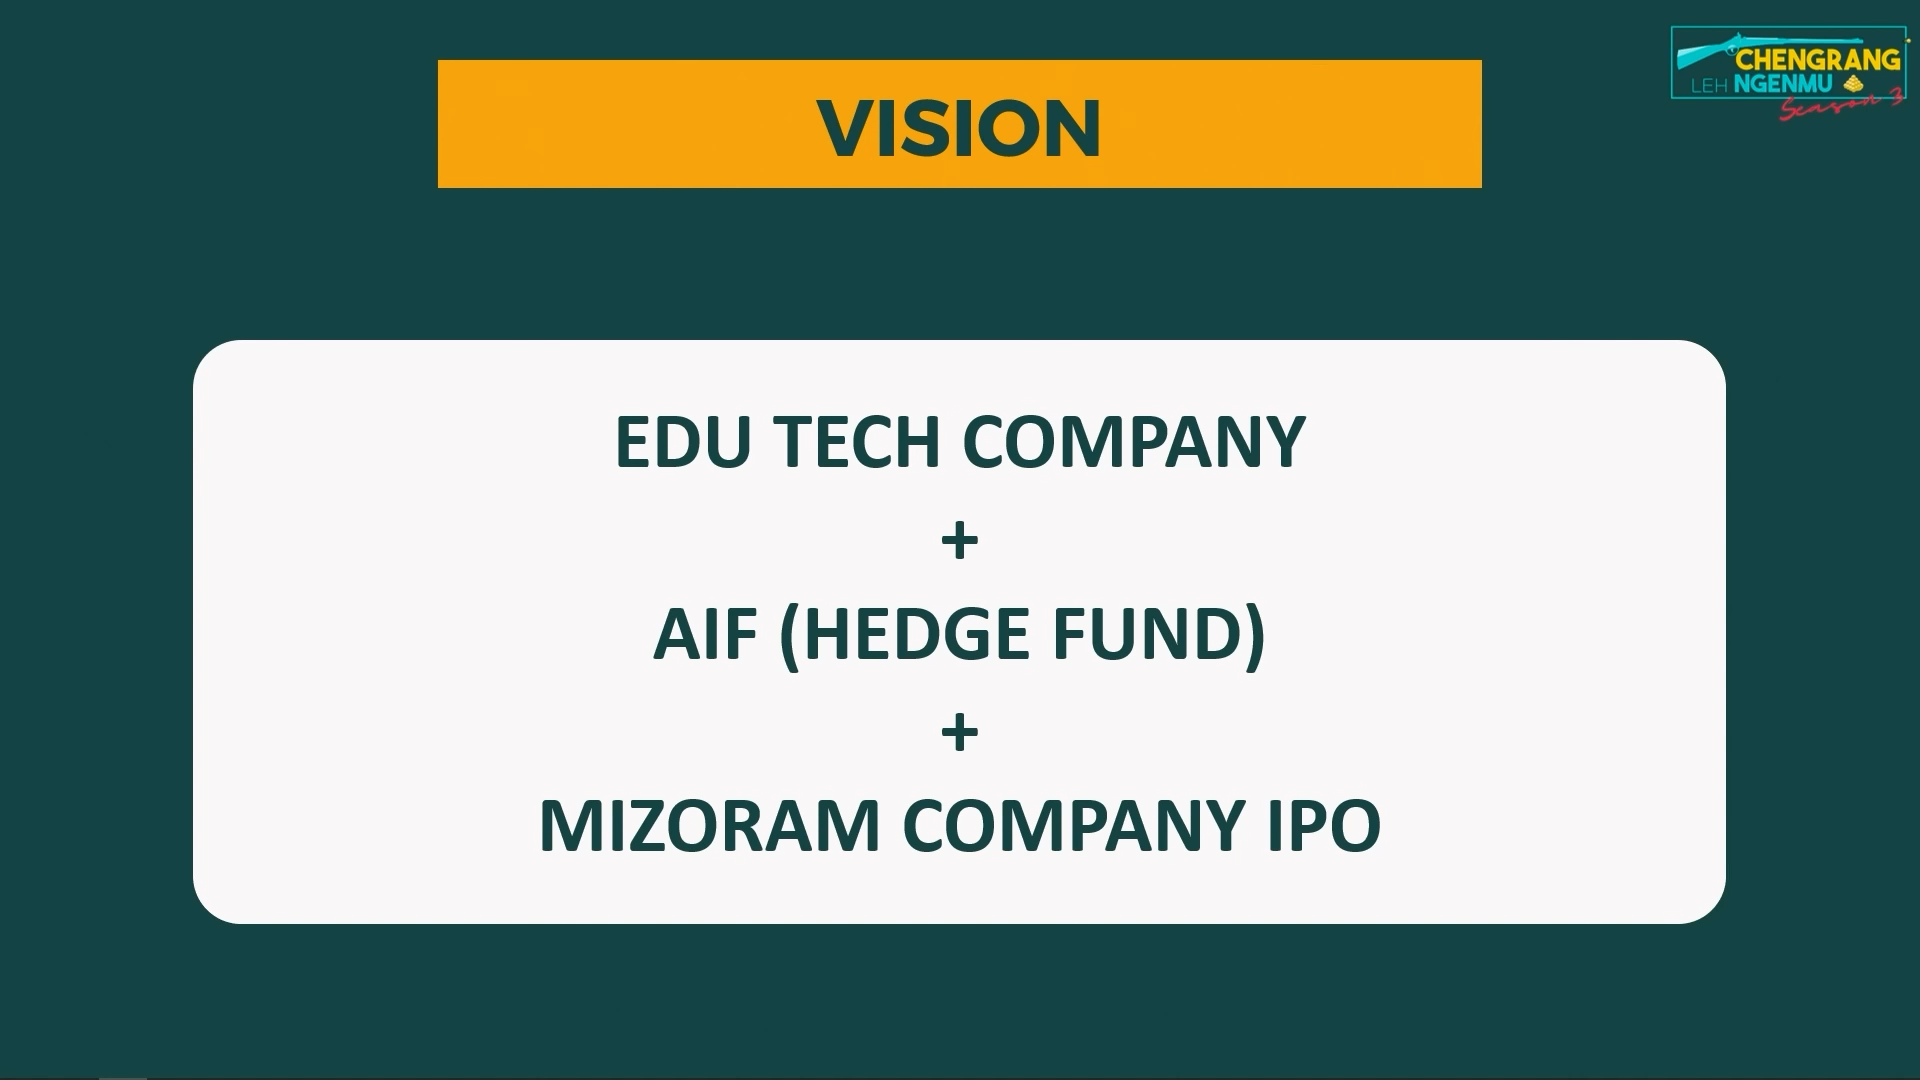 CHENGRANG
LEH NGENMU
Season 3
VISION
EDU TECH COMPANY
+
AIF (HEDGE FUND)
+
MIZORAM COMPANY IPO